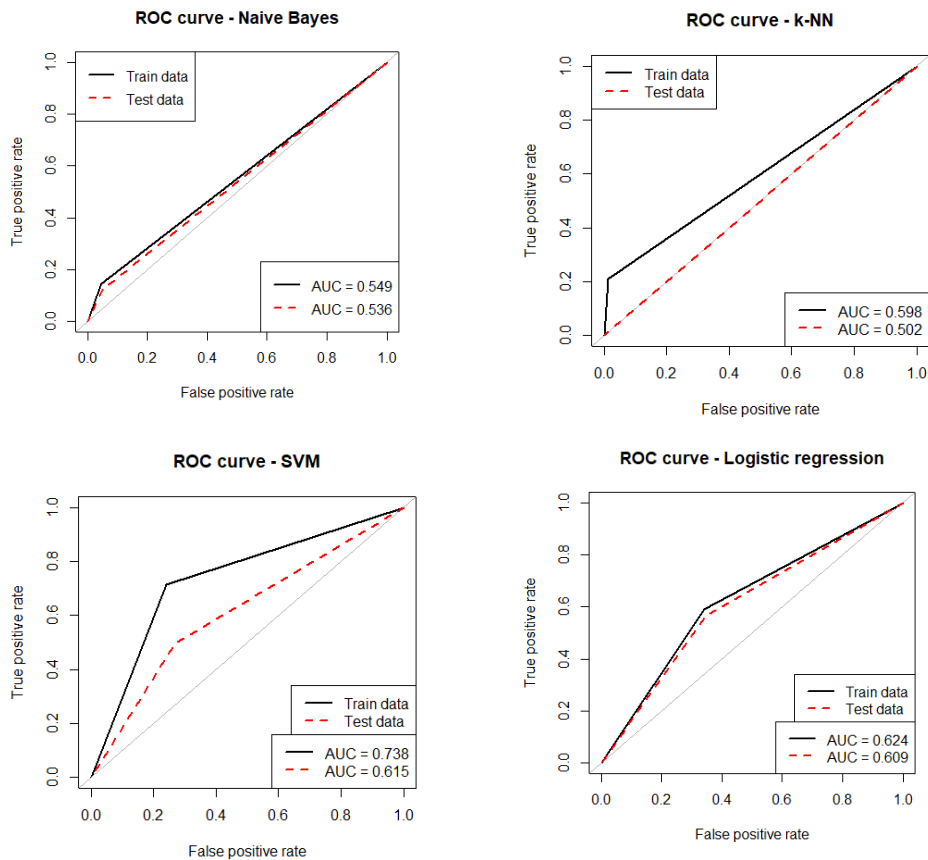 ROC curve - Naive Bayes
Train data
Test data
True positive rate
0.0 0.2 0.4 0.6 0.8 1.0
AUC = 0.549
AUC = 0.536
0.0 0.2 0.4 0.6 0.8 1.0
False positive rate
ROC curve - k-NN
Train data
Test data
True positive rate
0.0 0.2 0.4 0.6 0.8 1.0
AUC = 0.598
AUC = 0.502
0.0 0.2 0.4 0.6 0.8 1.0
False positive rate
ROC curve - SVM
True positive rate
0.0 0.2 0.4 0.6 0.8 1.0
Train data
Test data
AUC = 0.738
AUC = 0.615
0.0 0.2 0.4 0.6 0.8 1.0
False positive rate
ROC curve - Logistic regression
True positive rate
0.0 0.2 0.4 0.6 0.8 1.0
Train data
Test data
AUC = 0.624
AUC = 0.609
0.0 0.2 0.4 0.6 0.8 1.0
False positive rate